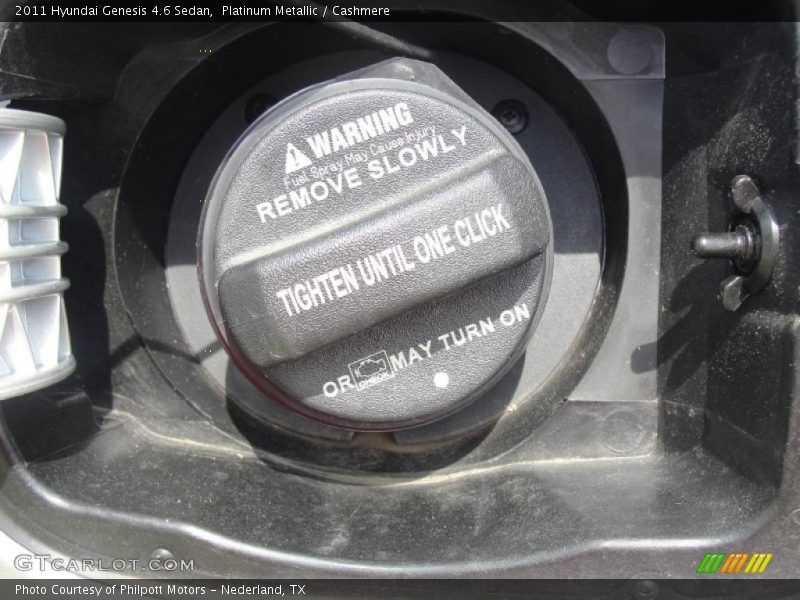 2011 Hyundai Genesis 4.6 Sedan, Platinum Metallic / Cashmere
WARNING
Fuel Spray May Cause Injury
REMOVE SLOWLY
TIGHTEN UNTIL ONE CLICK
OR CHECK MAY TURN ON
GTCARLOT.COM
Photo Courtesy of Philpott Motors - Nederland, TX